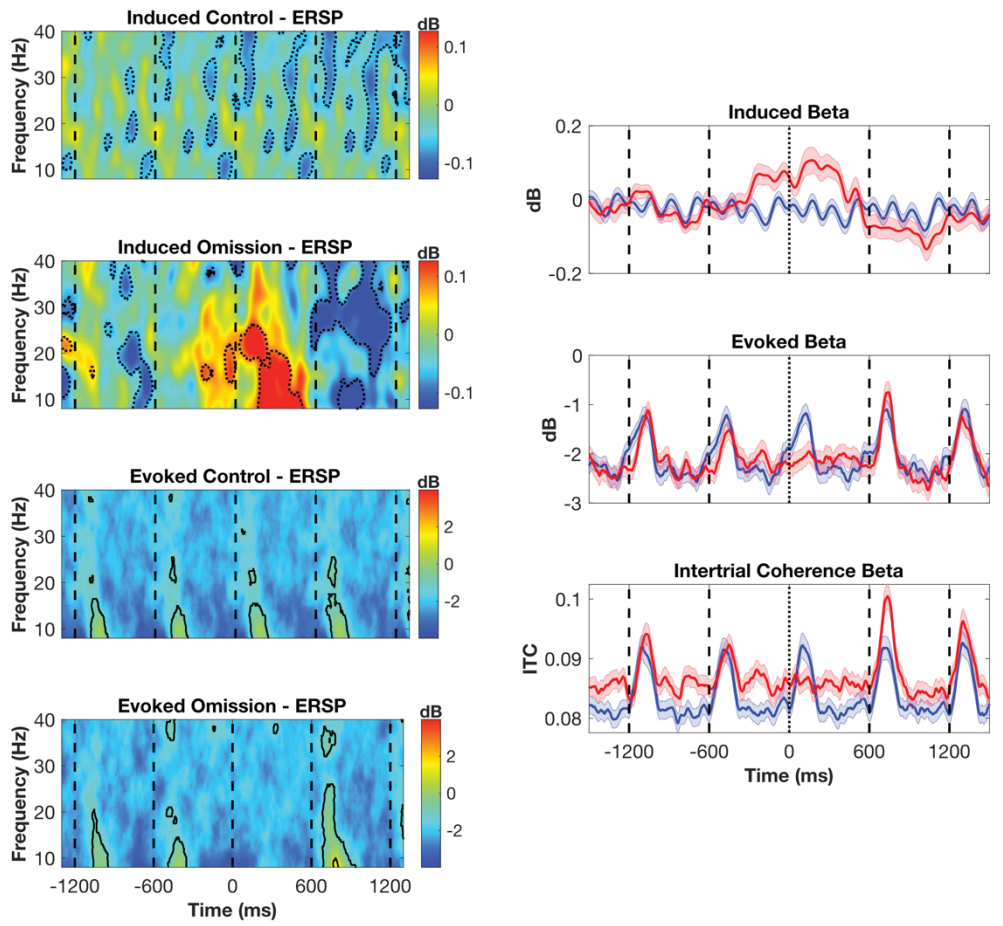 Induced Control - ERSP
dB
Frequency (Hz)
40
30
20
10
0.1
0
-0.1
Induced Omission - ERSP
dB
Frequency (Hz)
40
30
20
10
0.1
0
-0.1
Evoked Control - ERSP
dB
Frequency (Hz)
40
30
20
10
2
0
-2
Evoked Omission - ERSP
dB
Frequency (Hz)
40
30
20
10
2
0
-2
-1200 -600 0 600 1200
Time (ms)
Induced Beta
dB
0.2
0
-0.2
Evoked Beta
dB
0
-1
-2
-3
Intertrial Coherence Beta
ITC
0.1
0.09
0.08
-1200 -600 0 600 1200
Time (ms)